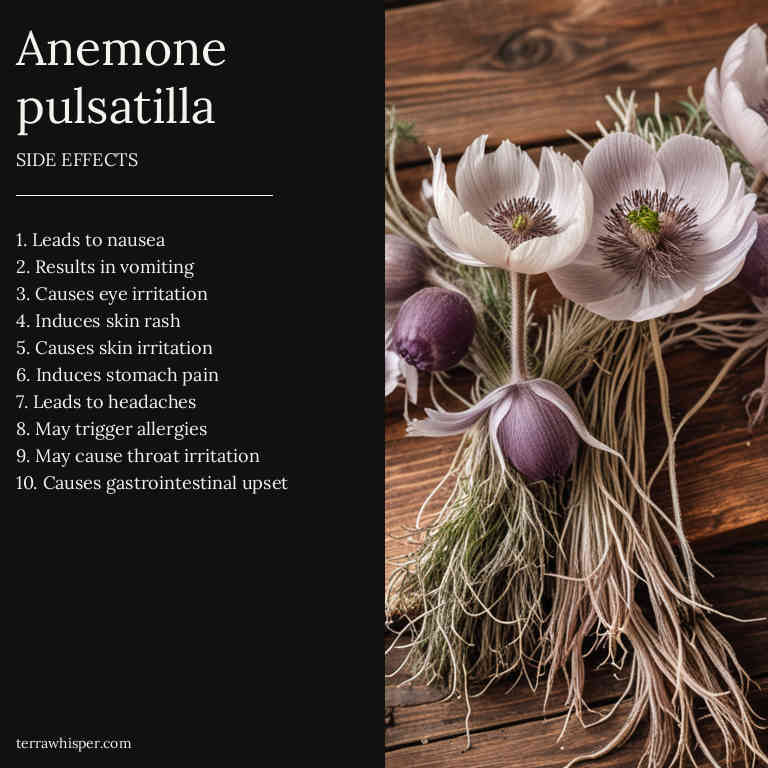 Anemone
pulsatilla
SIDE EFFECTS
1. Leads to nausea
2. Results in vomiting
3. Causes eye irritation
4. Induces skin rash
5. Causes skin irritation
6. Induces stomach pain
7. Leads to headaches
8. May trigger allergies
9. May cause throat irritation
10. Causes gastrointestinal upset
terrawhisper.com